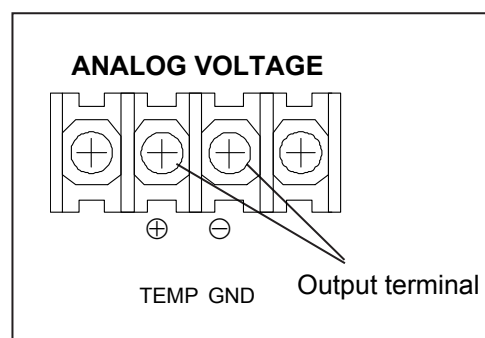 ANALOG VOLTAGE
⊕ ⊖
TEMP GND
Output terminal